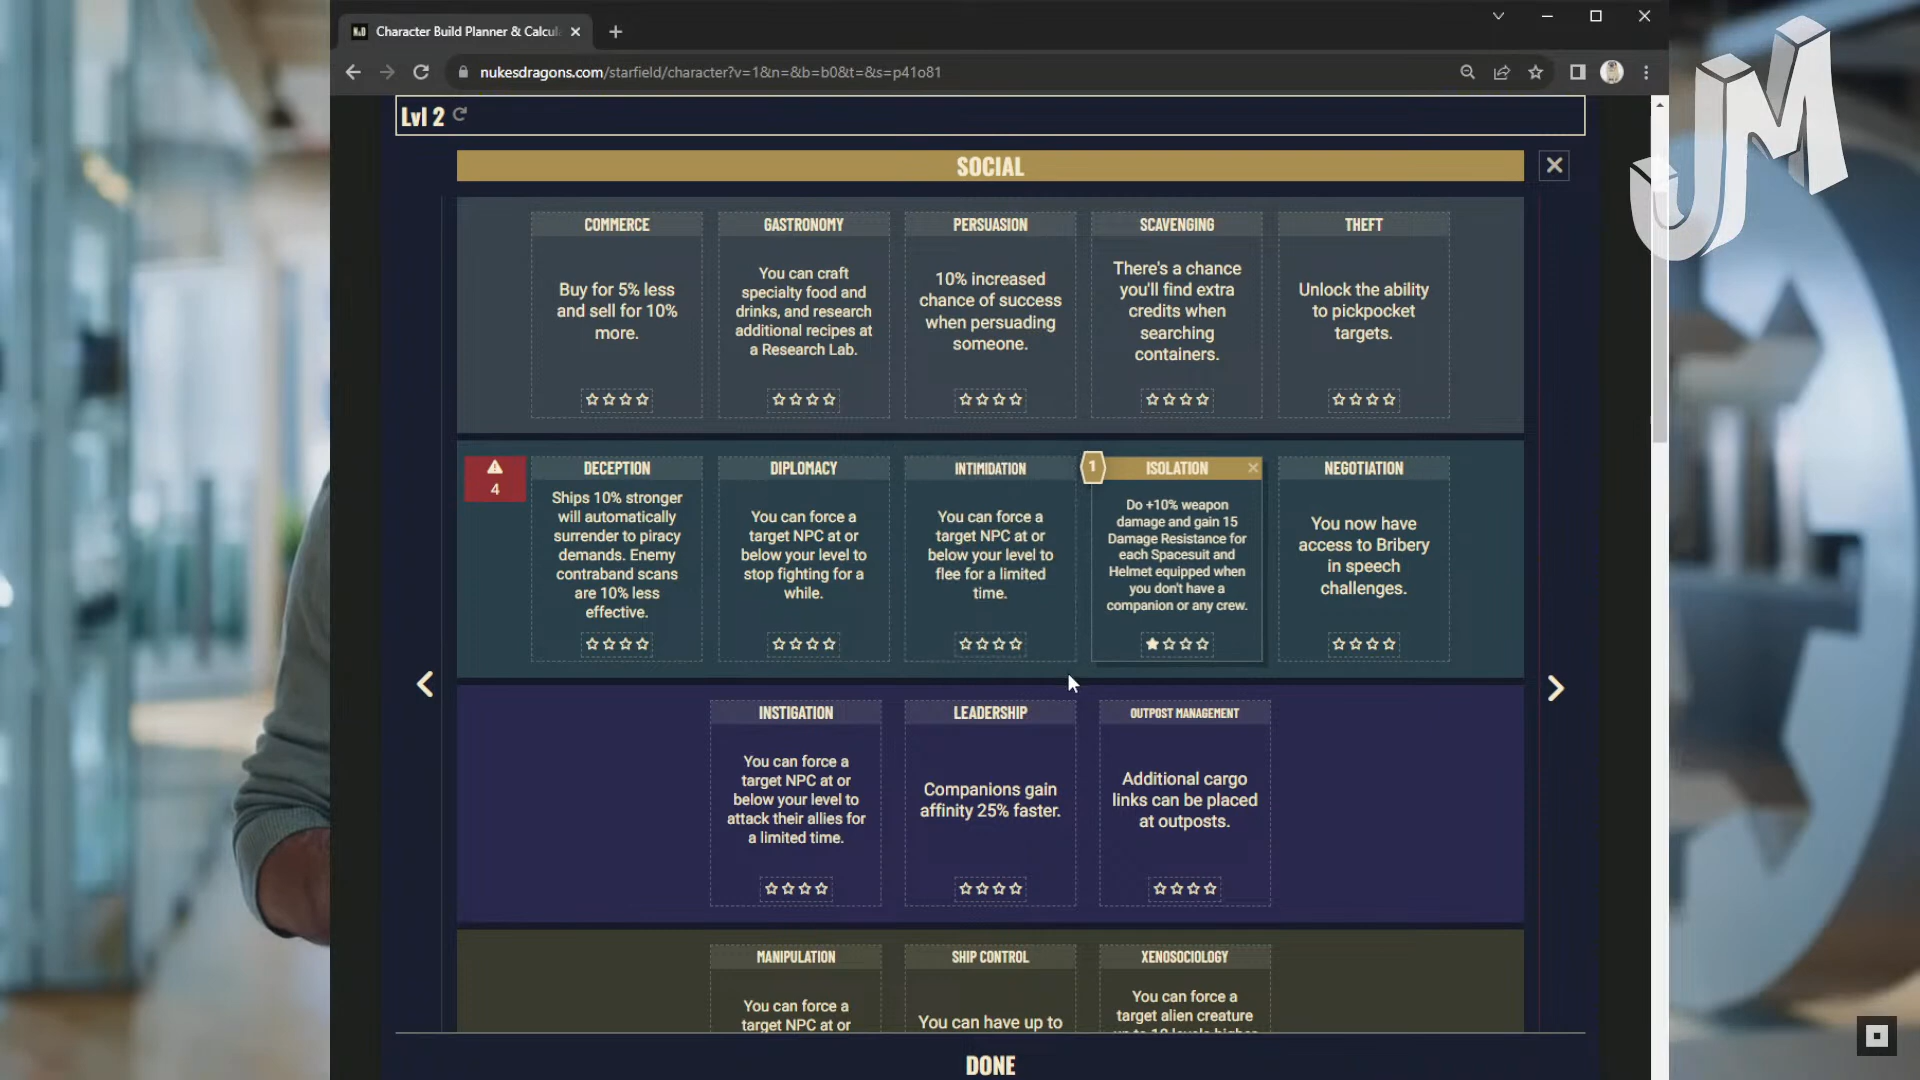 Character Build Planner & Calcul
nukesdragons.com/starfield/character?v=1&n=&b=b0&t=&s=p41o81
JM
Lvl 2
SOCIAL
COMMERCE
Buy for 5% less
and sell for 10%
more.
GASTRONOMY
You can craft
specialty food and
drinks, and research
additional recipes at
a Research Lab.
PERSUASION
10% increased
chance of success
when persuading
someone.
SCAVENGING
There's a chance
you'll find extra
credits when
searching
containers.
THEFT
Unlock the ability
to pickpocket
targets.
4
DECEPTION
Ships 10% stronger
will automatically
surrender to piracy
demands. Enemy
contraband scans
are 10% less
effective.
DIPLOMACY
You can force a
target NPC at or
below your level to
stop fighting for a
while.
INTIMIDATION
You can force a
target NPC at or
below your level to
flee for a limited
time.
1
ISOLATION
Do +10% weapon
damage and gain 15
Damage Resistance for
each Spacesuit and
Helmet equipped when
you don't have a
companion or any crew.
NEGOTIATION
You now have
access to Bribery
in speech
challenges.
INSTIGATION
You can force a
target NPC at or
below your level to
attack their allies for
a limited time.
LEADERSHIP
Companions gain
affinity 25% faster.
OUTPOST MANAGEMENT
Additional cargo
links can be placed
at outposts.
MANIPULATION
You can force a
target NPC at or
SHIP CONTROL
You can have up to
XENOSOCIOLOGY
You can force a
target alien creature
DONE